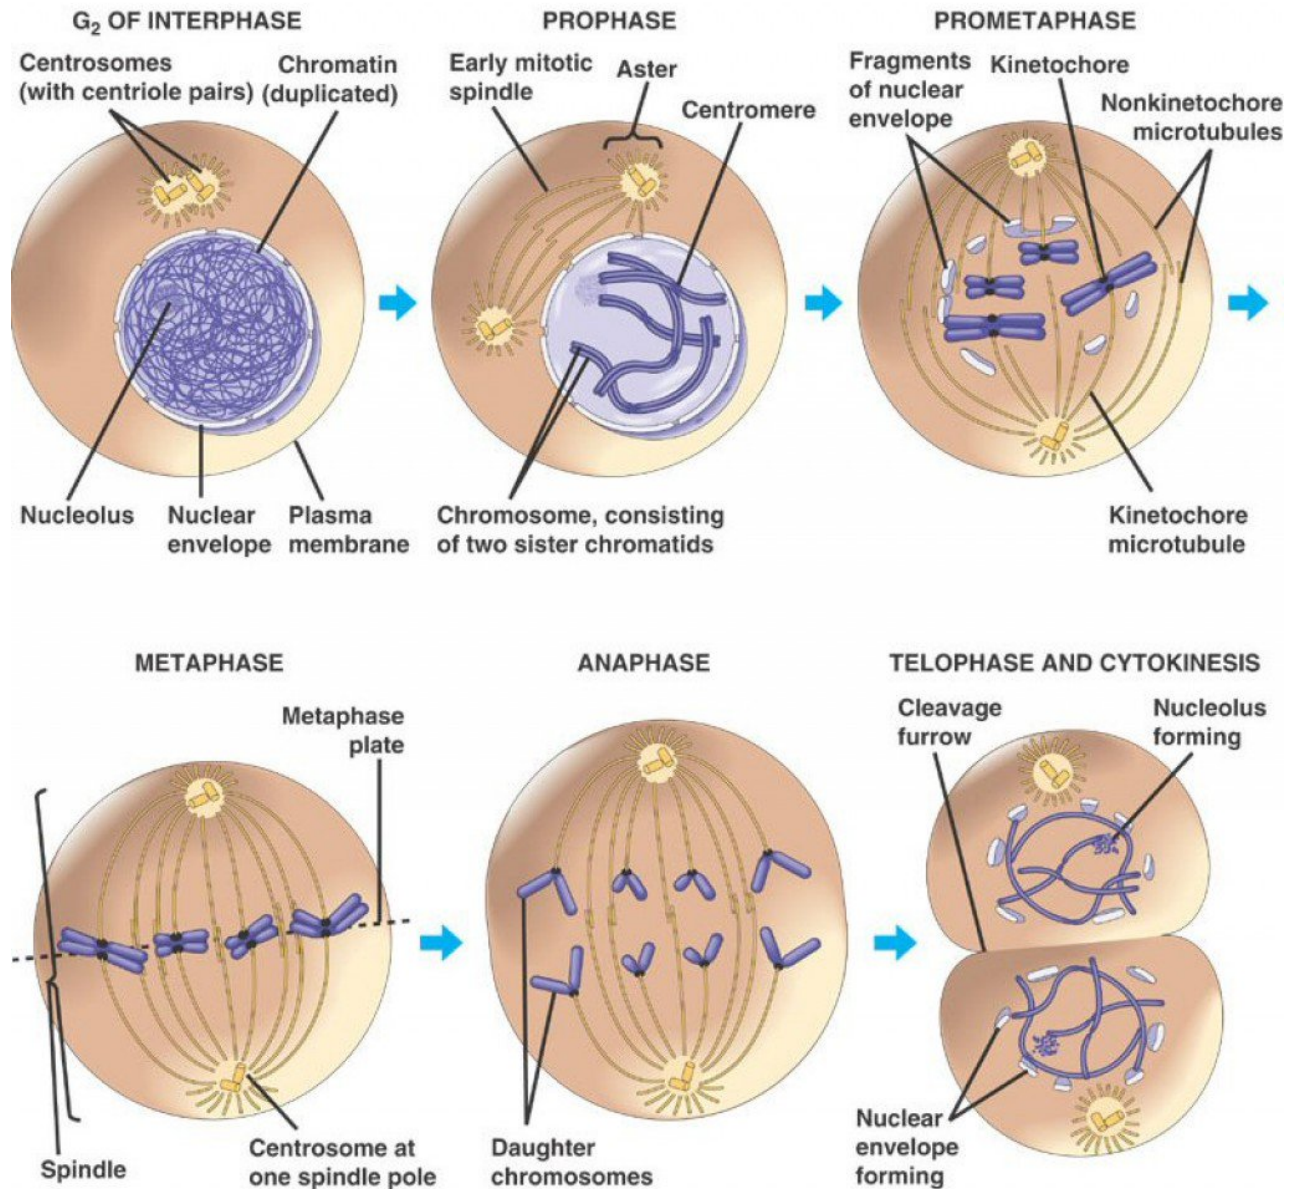 G₂ OF INTERPHASE
Centrosomes
(with centriole pairs)
Chromatin
(duplicated)
Nucleolus
Nuclear
envelope
Plasma
membrane
PROPHASE
Early mitotic
spindle
Aster
Centromere
Chromosome, consisting
of two sister chromatids
PROMETAPHASE
Fragments
of nuclear
envelope
Kinetochore
Nonkinetochore
microtubules
Kinetochore
microtubule
METAPHASE
Metaphase
plate
Spindle
Centrosome at
one spindle pole
ANAPHASE
Daughter
chromosomes
TELOPHASE AND CYTOKINESIS
Cleavage
furrow
Nucleolus
forming
Nuclear
envelope
forming